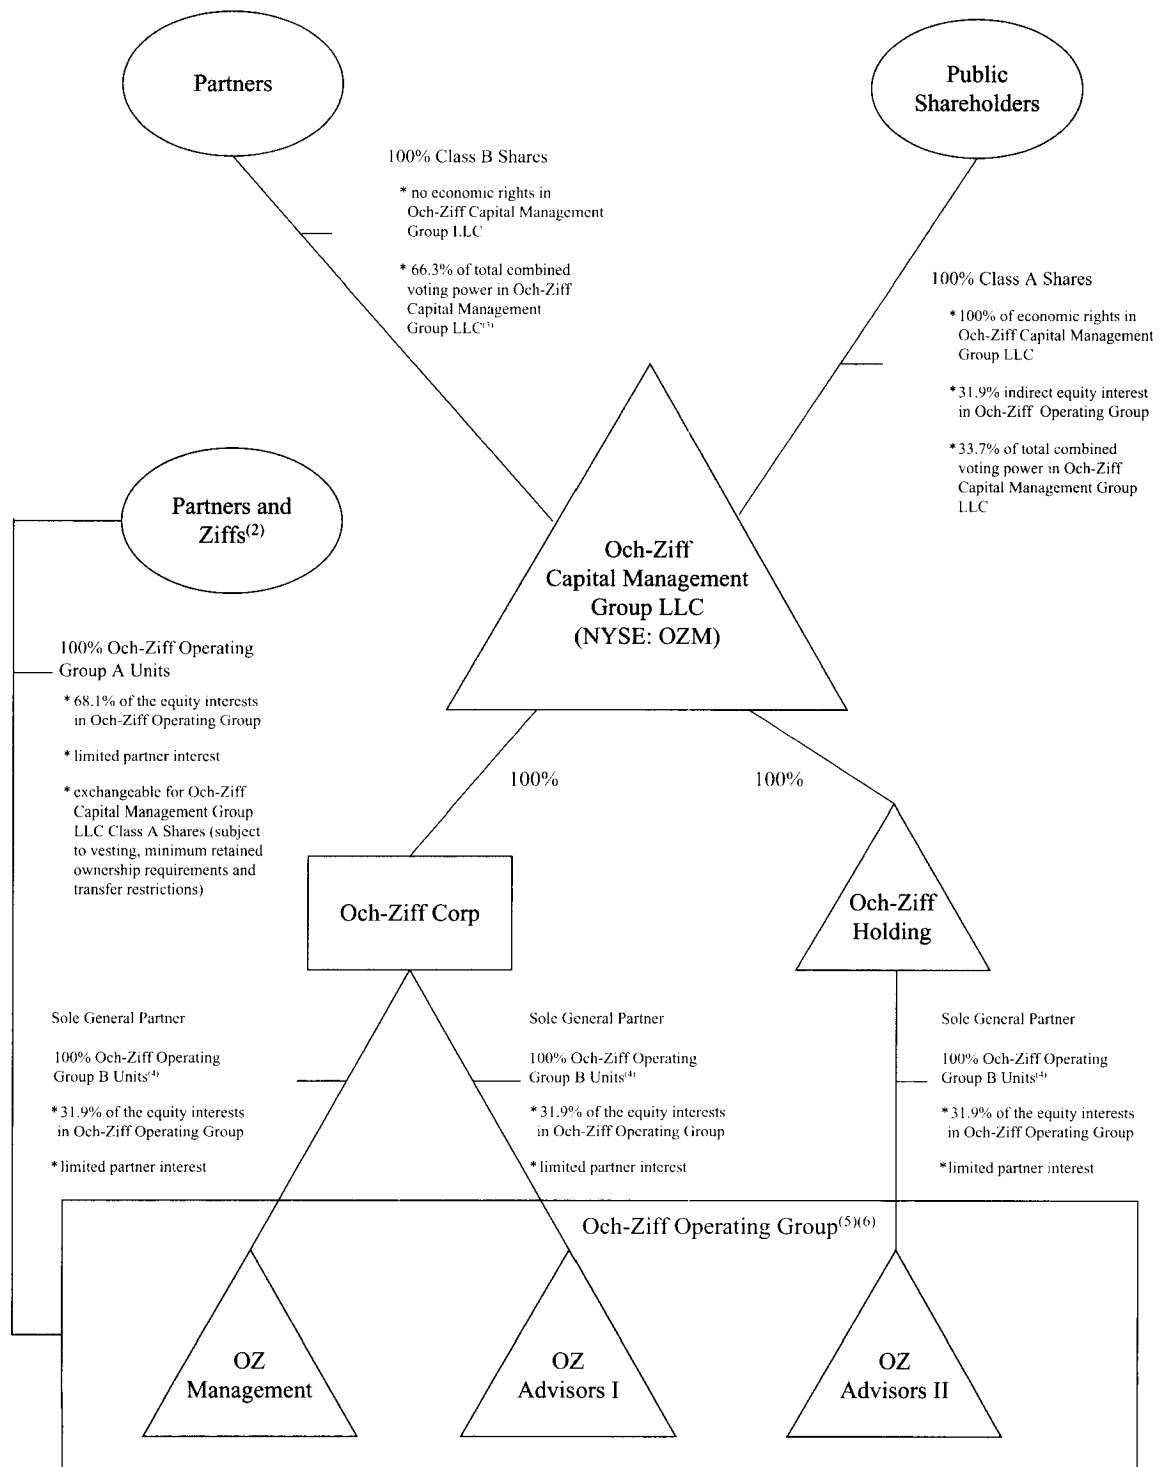 Partners
Public
Shareholders
100% Class B Shares
* no economic rights in
Och-Ziff Capital Management
Group LLC
* 66.3% of total combined
voting power in Och-Ziff
Capital Management
Group LLC(3)
100% Class A Shares
* 100% of economic rights in
Och-Ziff Capital Management
Group LLC
* 31.9% indirect equity interest
in Och-Ziff Operating Group
* 33.7% of total combined
voting power in Och-Ziff
Capital Management Group
LLC
Partners and
Ziffs(2)
Och-Ziff
Capital Management
Group LLC
(NYSE: OZM)
100% Och-Ziff Operating
Group A Units
* 68.1% of the equity interests
in Och-Ziff Operating Group
* limited partner interest
* exchangeable for Och-Ziff
Capital Management Group
LLC Class A Shares (subject
to vesting, minimum retained
ownership requirements and
transfer restrictions)
100%
100%
Och-Ziff Corp
Och-Ziff
Holding
Sole General Partner
100% Och-Ziff Operating
Group B Units(4)
* 31.9% of the equity interests
in Och-Ziff Operating Group
* limited partner interest
Sole General Partner
100% Och-Ziff Operating
Group B Units(4)
* 31.9% of the equity interests
in Och-Ziff Operating Group
* limited partner interest
Sole General Partner
100% Och-Ziff Operating
Group B Units(4)
* 31.9% of the equity interests
in Och-Ziff Operating Group
* limited partner interest
Och-Ziff Operating Group(5)(6)
OZ
Management
OZ
Advisors I
OZ
Advisors II